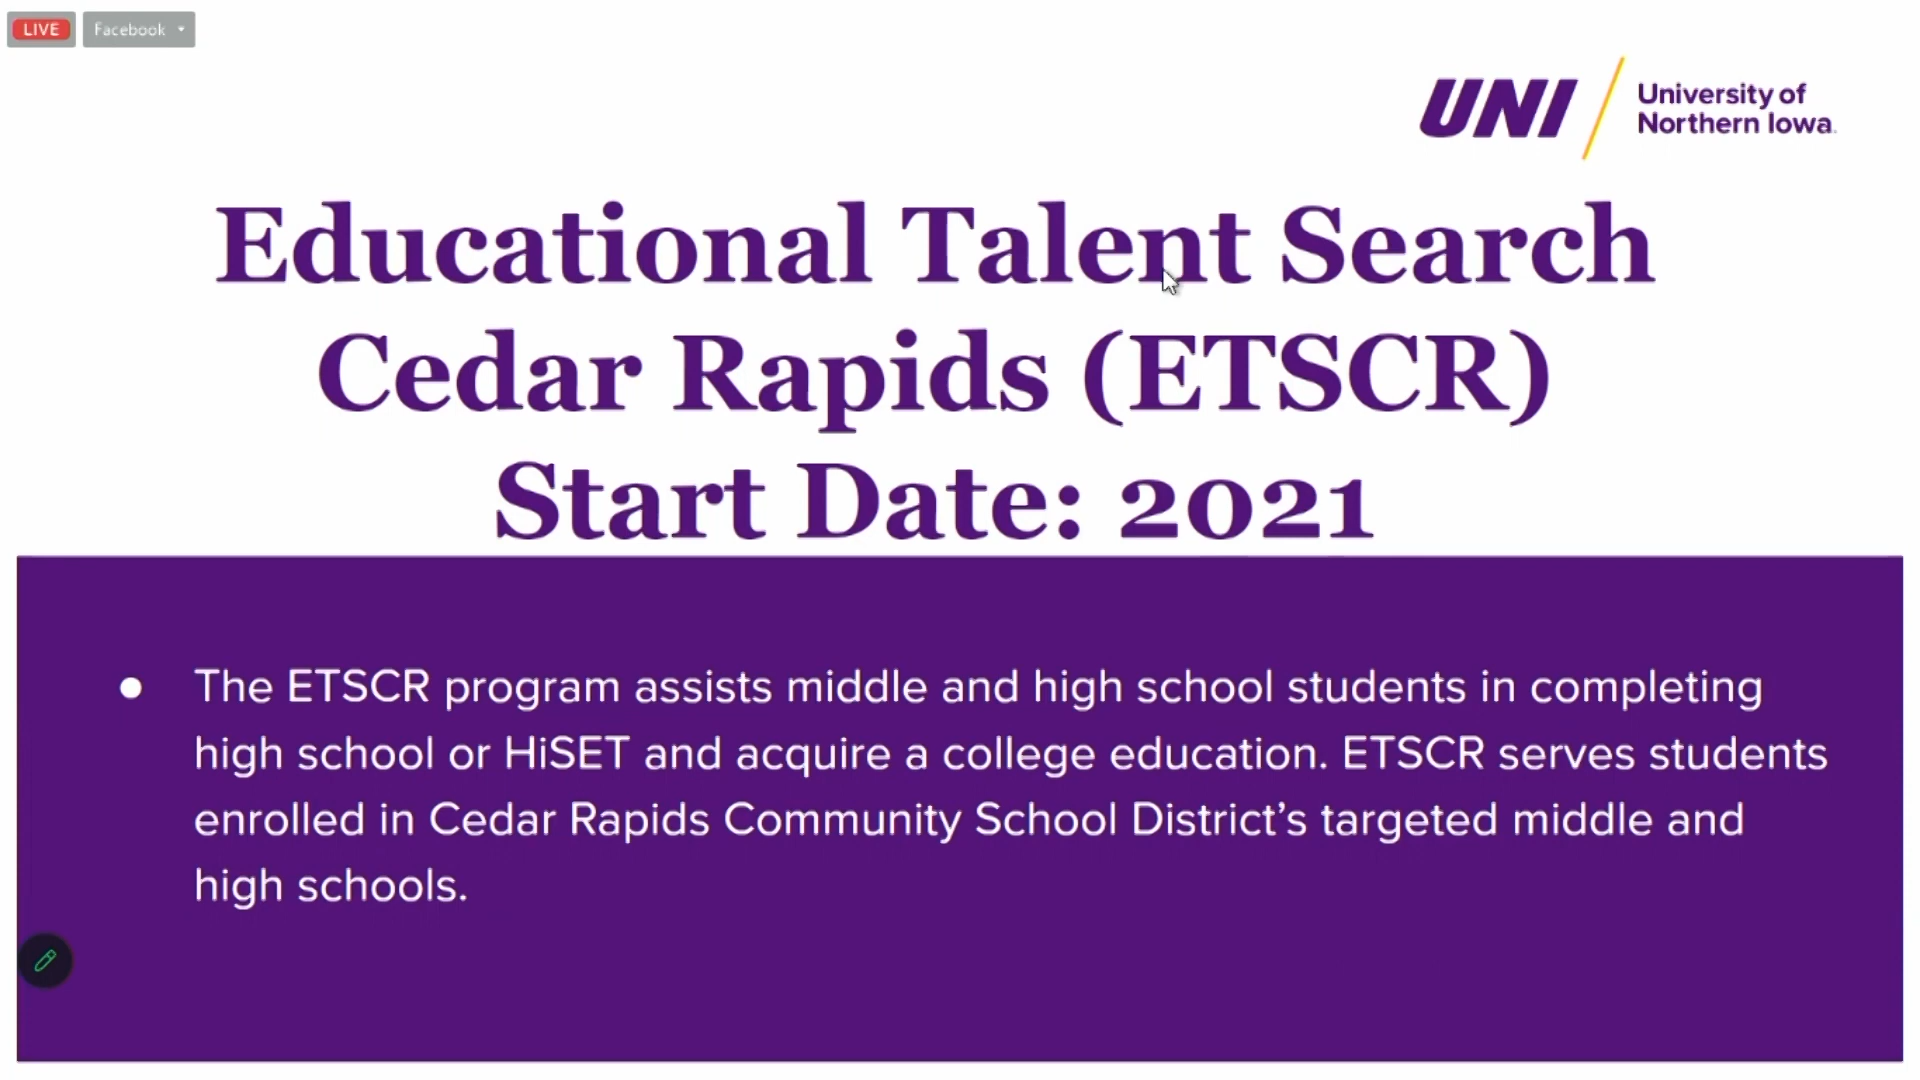 LIVE Facebook
UNI University of
Northern Iowa.
Educational Talent Search
Cedar Rapids (ETSCR)
Start Date: 2021
● The ETSCR program assists middle and high school students in completing
high school or HiSET and acquire a college education. ETSCR serves students
enrolled in Cedar Rapids Community School District’s targeted middle and
high schools.